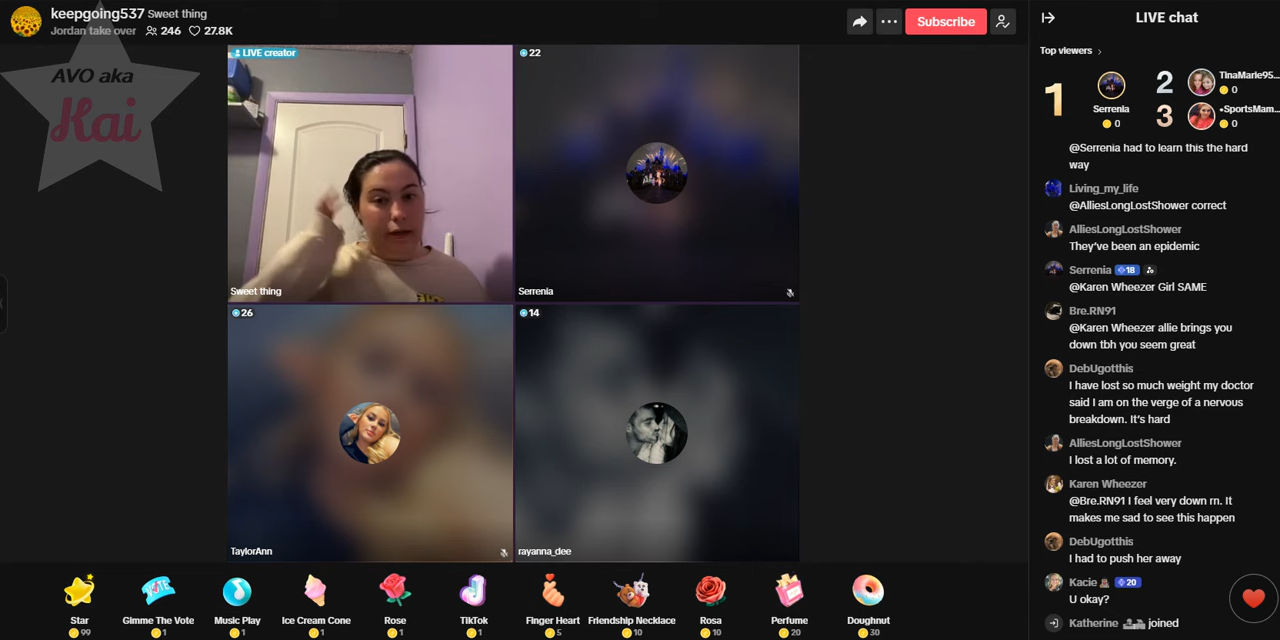 keepgoing537 Sweet thing
Jordan take over 246 27.8K
Subscribe
AVO aka
Kai
LIVE creator
Sweet thing
22
Serrenia
26
TaylorAnn
14
rayanna_dee
Star
99
Gimme The Vote
1
Music Play
1
Ice Cream Cone
1
Rose
1
TikTok
1
Finger Heart
5
Friendship Necklace
10
Rosa
10
Perfume
20
Doughnut
30
LIVE chat
Top viewers
1
Serrenia
0
2
TinaMarie95...
0
3
•SportsMam...
0
@Serrenia had to learn this the hard
way
Living_my_life
@AlliesLongLostShower correct
AlliesLongLostShower
They've been an epidemic
Serrenia 18
@Karen Wheezer Girl SAME
Bre.RN91
@Karen Wheezer allie brings you
down tbh you seem great
DebUgotthis
I have lost so much weight my doctor
said I am on the verge of a nervous
breakdown. It's hard
AlliesLongLostShower
I lost a lot of memory.
Karen Wheezer
@Bre.RN91 I feel very down rn. It
makes me sad to see this happen
DebUgotthis
I had to push her away
Kacie 20
U okay?
Katherine joined